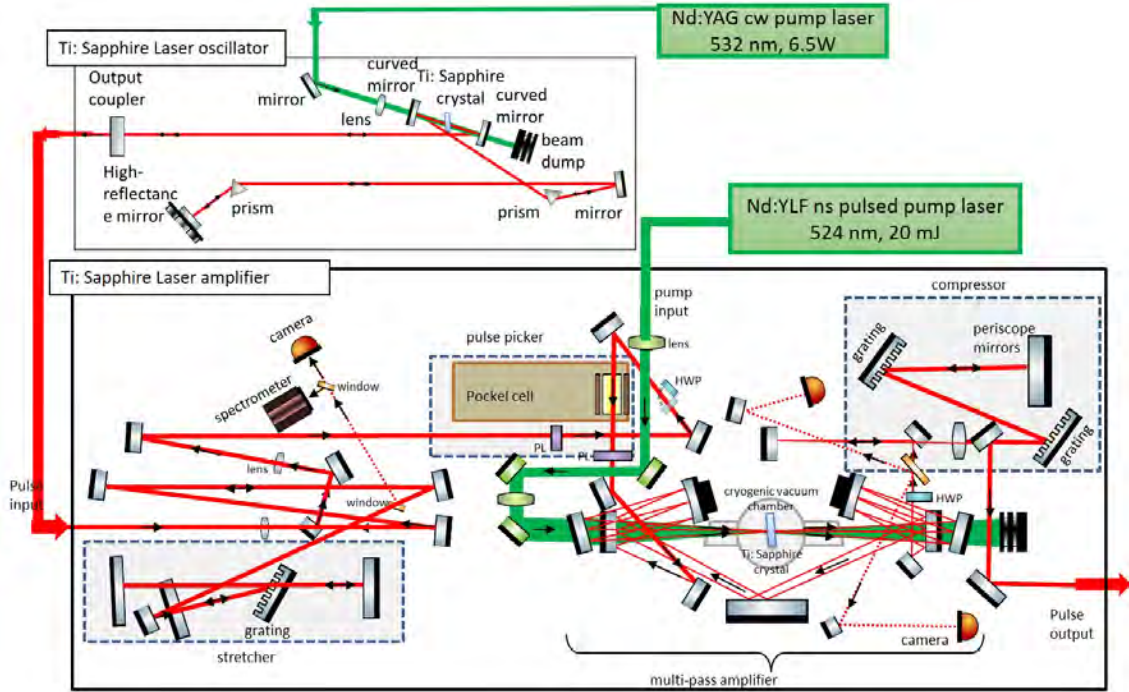 Nd:YAG cw pump laser
532 nm, 6.5W
Ti: Sapphire Laser oscillator
Output
coupler
mirror
curved
mirror
lens
Ti: Sapphire
crystal
curved
mirror
beam
dump
High-
reflectanc
e mirror
prism
prism
mirror
Nd:YLF ns pulsed pump laser
524 nm, 20 mJ
Ti: Sapphire Laser amplifier
pump
input
lens
compressor
camera
pulse picker
grating
periscope
mirrors
window
spectrometer
Pockel cell
HWP
PL
PL
grating
lens
Pulse
input
window
cryogenic vacuum
chamber
HWP
Ti: Sapphire
crystal
grating
stretcher
camera
Pulse
output
multi-pass amplifier